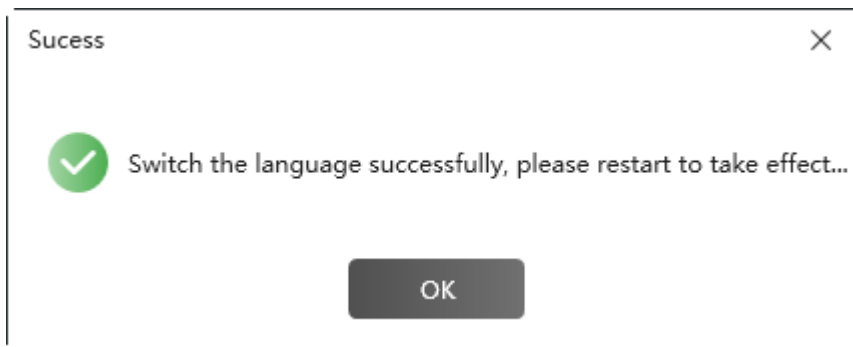 Sucess
Switch the language successfully, please restart to take effect...
OK